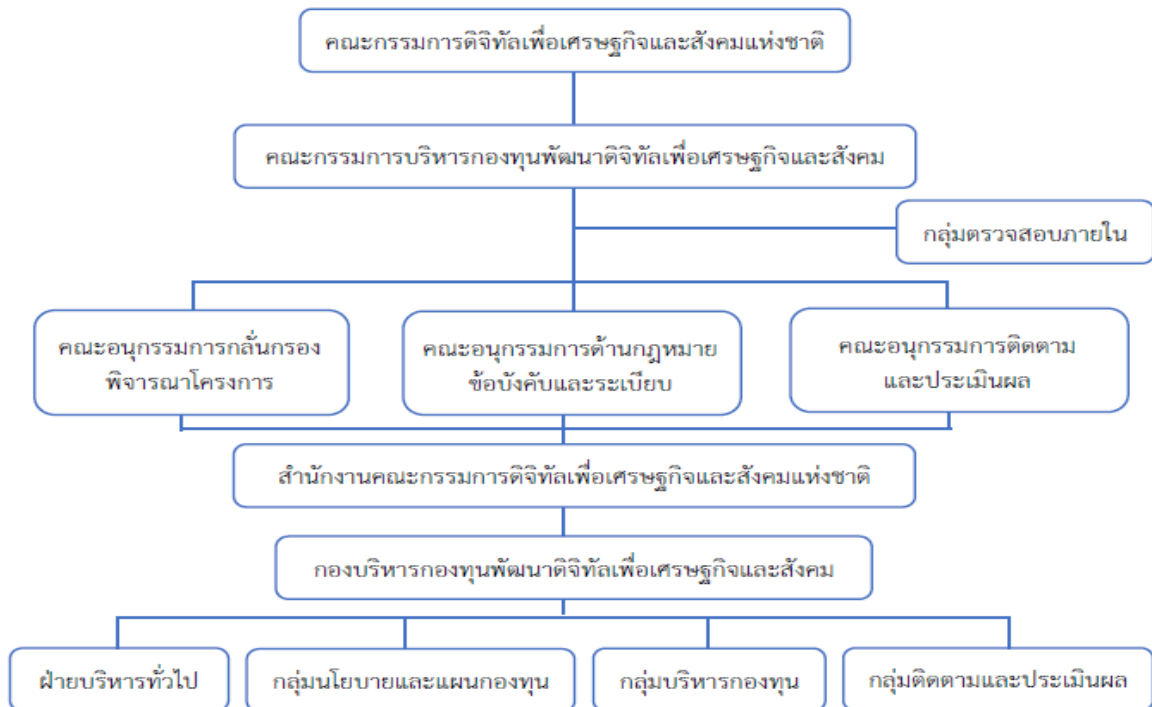 คณะกรรมการดิจิทัลเพื่อเศรษฐกิจและสังคมแห่งชาติ
คณะกรรมการบริหารกองทุนพัฒนาดิจิทัลเพื่อเศรษฐกิจและสังคม
กลุ่มตรวจสอบภายใน
คณะอนุกรรมการกลั่นกรอง
พิจารณาโครงการ
คณะอนุกรรมการด้านกฎหมาย
ข้อบังคับและระเบียบ
คณะอนุกรรมการติดตาม
และประเมินผล
สำนักงานคณะกรรมการดิจิทัลเพื่อเศรษฐกิจและสังคมแห่งชาติ
กองบริหารกองทุนพัฒนาดิจิทัลเพื่อเศรษฐกิจและสังคม
ฝ่ายบริหารทั่วไป
กลุ่มนโยบายและแผนกองทุน
กลุ่มบริหารกองทุน
กลุ่มติดตามและประเมินผล